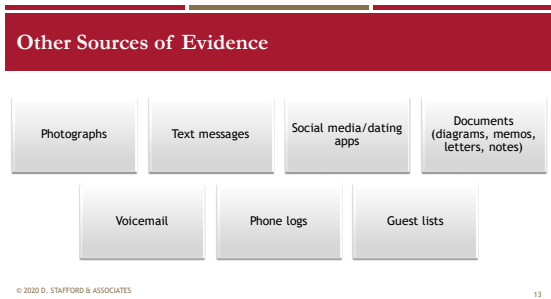 Other Sources of Evidence
Photographs
Text messages
Social media/dating
apps
Documents
(diagrams, memos,
letters, notes)
Voicemail
Phone logs
Guest lists
© 2020 D. STAFFORD & ASSOCIATES
13